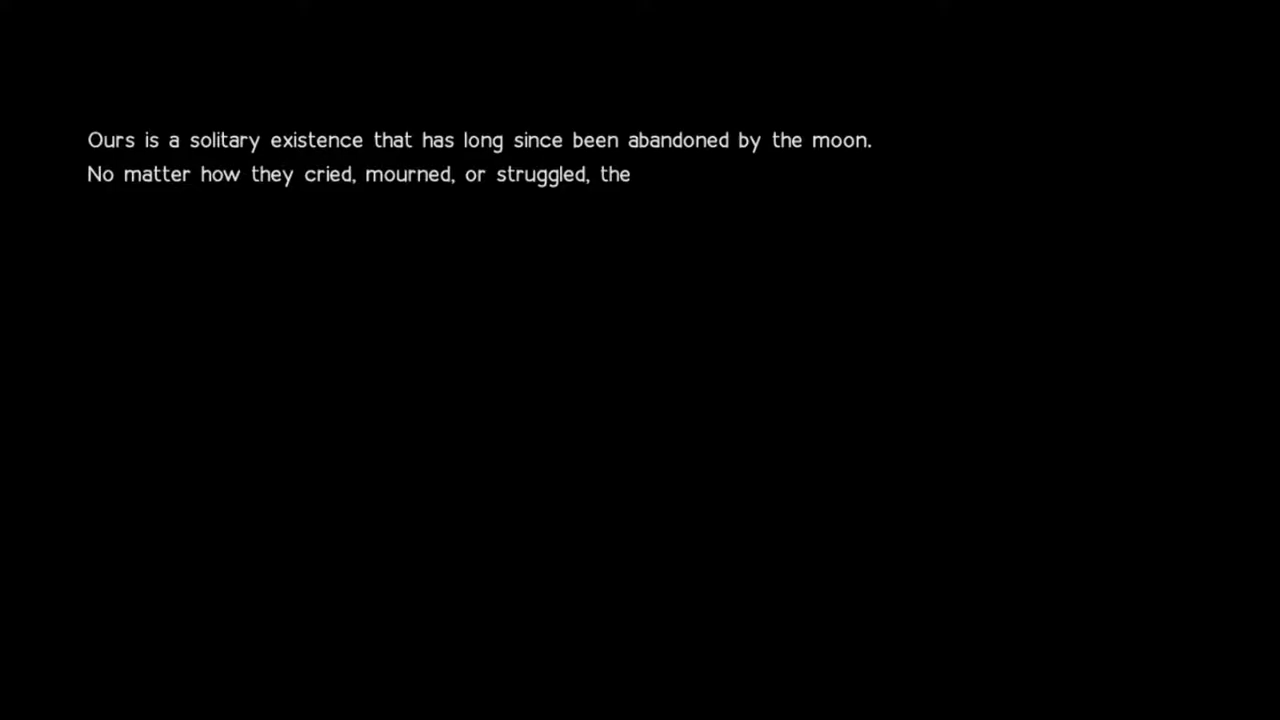 Ours is a solitary existence that has long since been abandoned by the moon.
No matter how they cried, mourned, or struggled, the